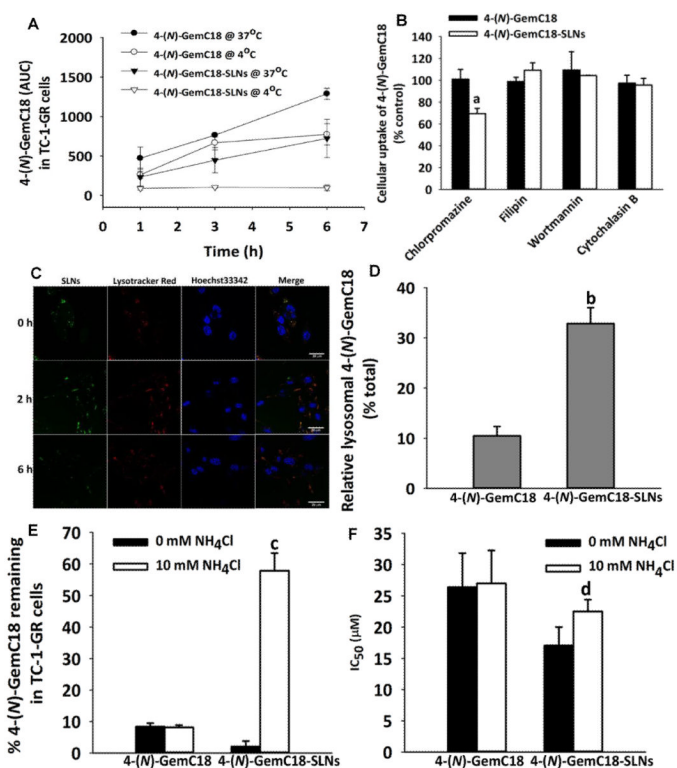 A
4-(N)-GemC18 @ 37°C
4-(N)-GemC18 @ 4°C
4-(N)-GemC18-SLNs @ 37°C
4-(N)-GemC18-SLNs @ 4°C
4-(N)-GemC18 (AUC)
in TC-1-GR cells
2000
1500
1000
500
0
0 1 2 3 4 5 6 7
Time (h)
B
4-(N)-GemC18
4-(N)-GemC18-SLNs
Cellular uptake of 4-(N)-GemC18
(% control)
140
120
100
80
60
40
20
0
a
Chlorpromazine
Filipin
Wortmannin
Cytochalasin B
C
SLNs Lysotracker Red Hoechst33342 Merge
0 h
2 h
6 h
D
Relative lysosomal 4-(N)-GemC18
(% total)
40
30
20
10
0
b
4-(N)-GemC18 4-(N)-GemC18-SLNs
E
0 mM NH4Cl
10 mM NH4Cl
% 4-(N)-GemC18 remaining
in TC-1-GR cells
70
60
50
40
30
20
10
0
c
4-(N)-GemC18 4-(N)-GemC18-SLNs
F
0 mM NH4Cl
10 mM NH4Cl
IC50 (μM)
35
30
25
20
15
10
5
0
d
4-(N)-GemC18 4-(N)-GemC18-SLNs